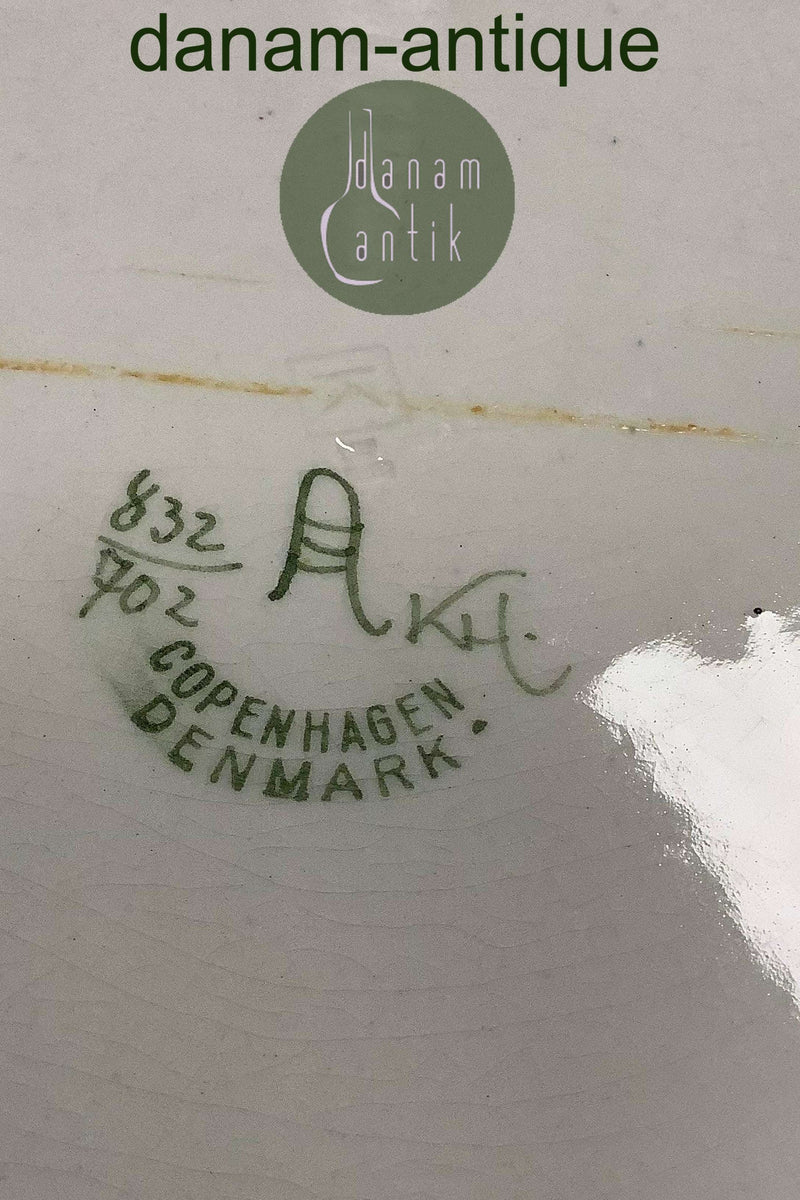 danam-antique
danam
antik
832
702
A KH.
COPENHAGEN
DENMARK.